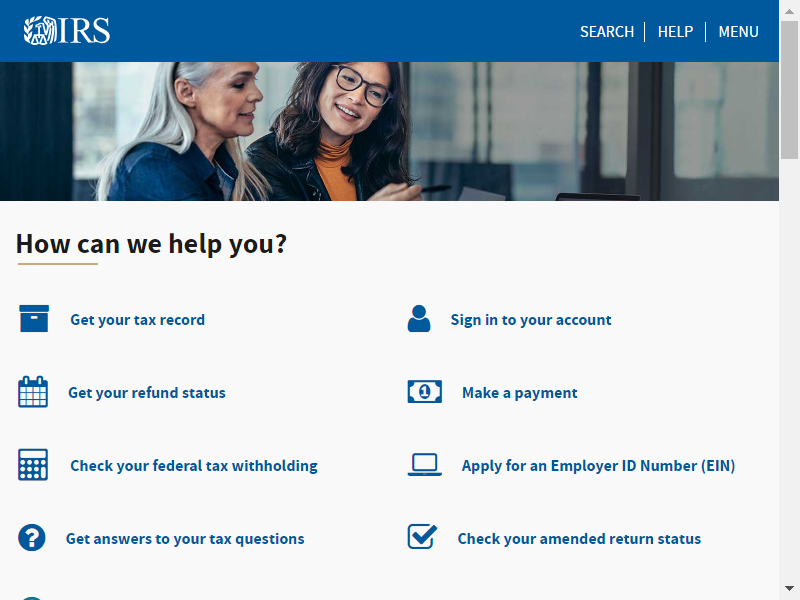 IRS
SEARCH
HELP
MENU
How can we help you?
Get your tax record
Sign in to your account
Get your refund status
Make a payment
Check your federal tax withholding
Apply for an Employer ID Number (EIN)
Get answers to your tax questions
Check your amended return status